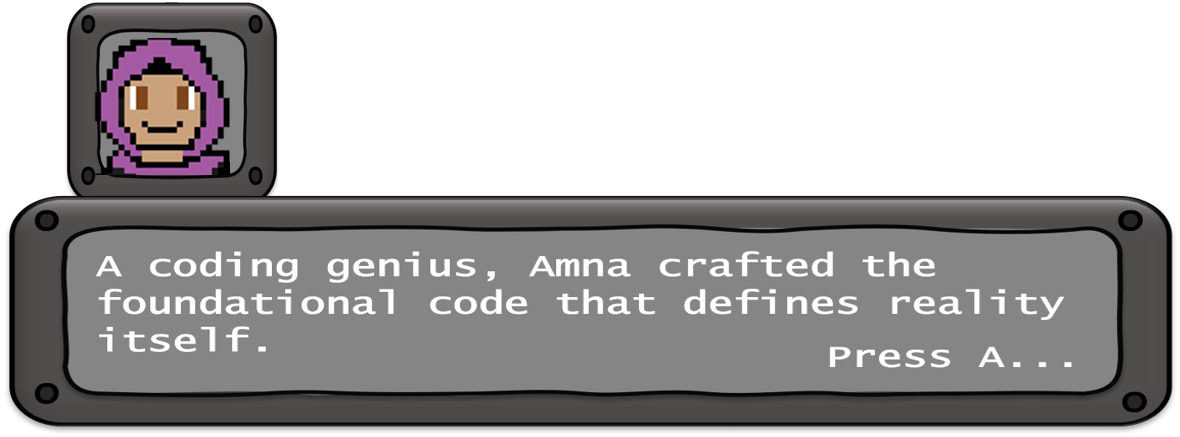 A coding genius, Amna crafted the
foundational code that defines reality
itself.
Press A...